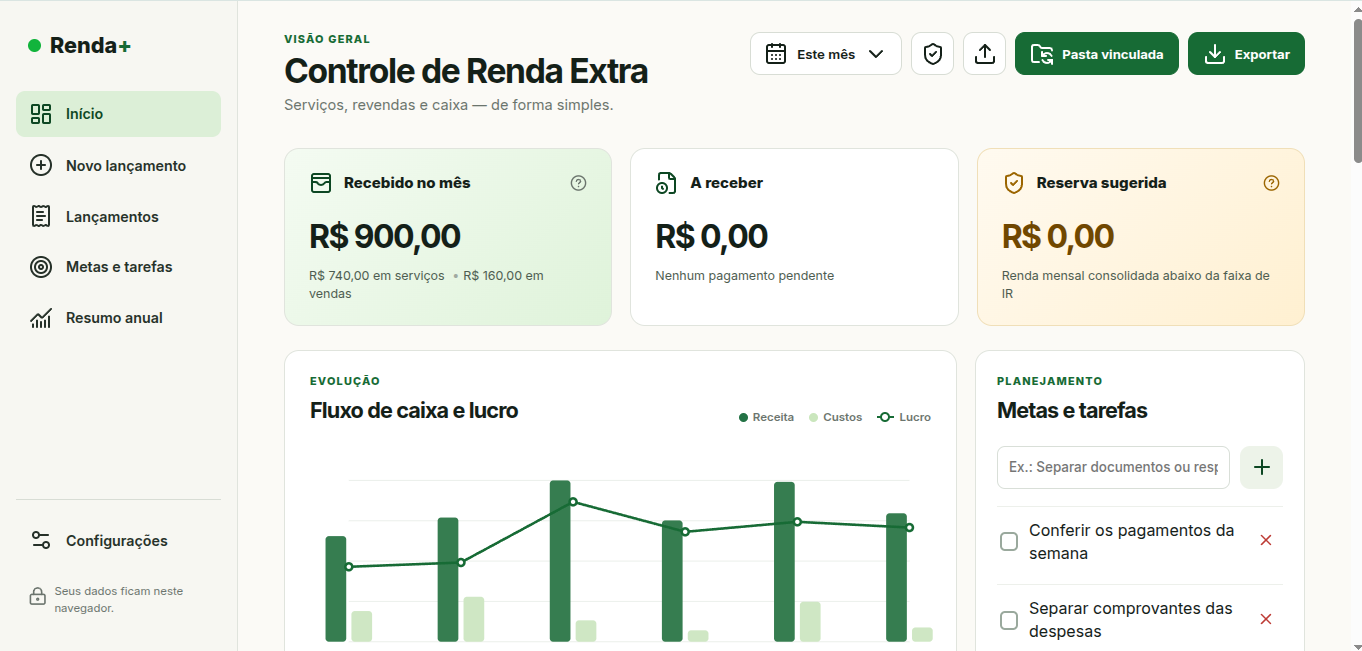 Renda+
Início
Novo lançamento
Lançamentos
Metas e tarefas
Resumo anual
Configurações
Seus dados ficam neste
navegador.
VISÃO GERAL
Controle de Renda Extra
Serviços, revendas e caixa — de forma simples.
Este mês
Pasta vinculada
Exportar
Recebido no mês
R$ 900,00
R$ 740,00 em serviços • R$ 160,00 em
vendas
A receber
R$ 0,00
Nenhum pagamento pendente
Reserva sugerida
R$ 0,00
Renda mensal consolidada abaixo da faixa de
IR
EVOLUÇÃO
Fluxo de caixa e lucro
Receita
Custos
Lucro
PLANEJAMENTO
Metas e tarefas
Ex.: Separar documentos ou resp
Conferir os pagamentos da
semana
Separar comprovantes das
despesas